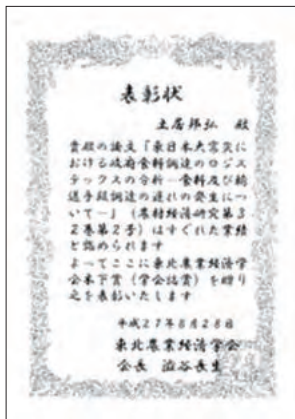 表彰状
土居邦弘 殿
貴殿の論文「東日本大震災に
おける政府食料調達のロジス
テックスの分析―食料及び輸
送手段調達の遅れの発生につ
いて―」（農村経済研究第3
2巻第2号）はすぐれた業績
と認められます
よってここに東北農業経済学
会木下賞（学会誌賞）を贈り
之を表彰いたします
平成27年8月28日
東北農業経済学会
会長 澁谷長生